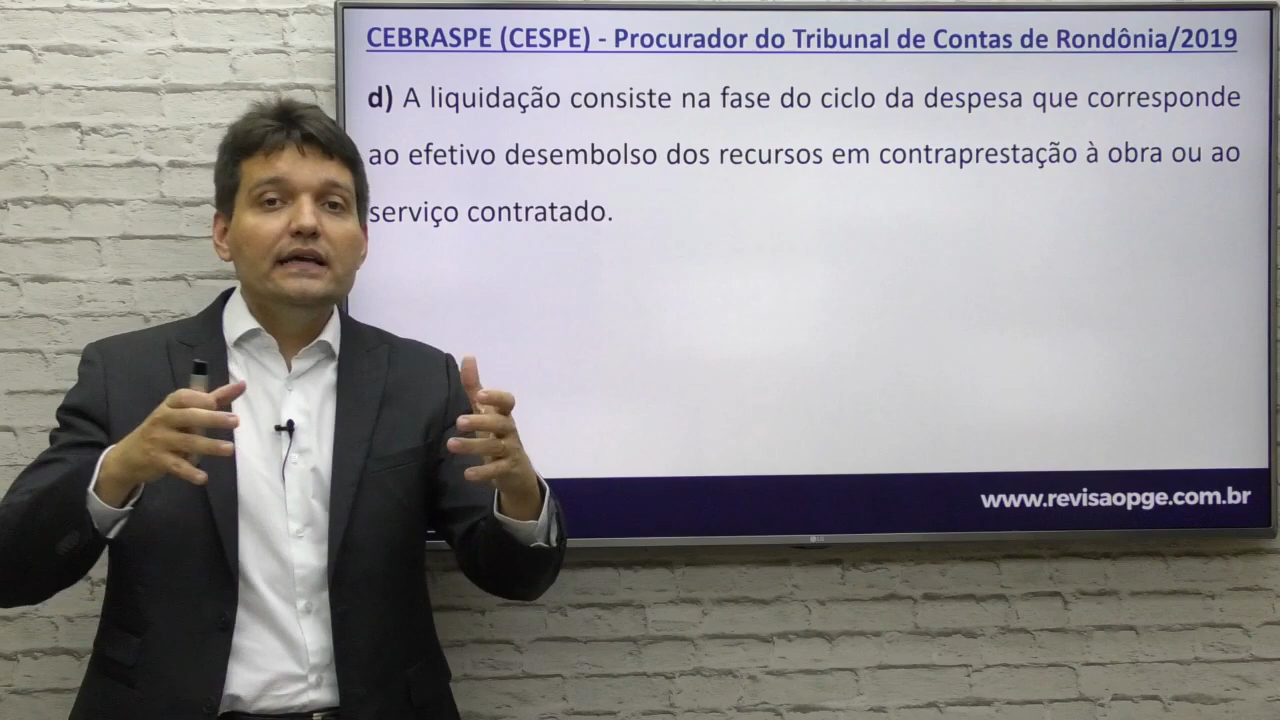 CEBRASPE (CESPE) - Procurador do Tribunal de Contas de Rondônia/2019
d) A liquidação consiste na fase do ciclo da despesa que corresponde
ao efetivo desembolso dos recursos em contraprestação à obra ou ao
serviço contratado.
www.revisaopge.com.br
LG